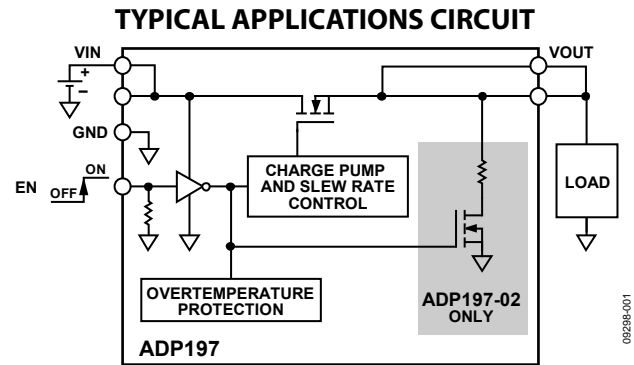 TYPICAL APPLICATIONS CIRCUIT
VIN
VOUT
+
–
GND
EN
ON
OFF
CHARGE PUMP
AND SLEW RATE
CONTROL
LOAD
OVERTEMPERATURE
PROTECTION
ADP197-02
ONLY
ADP197
09298-001